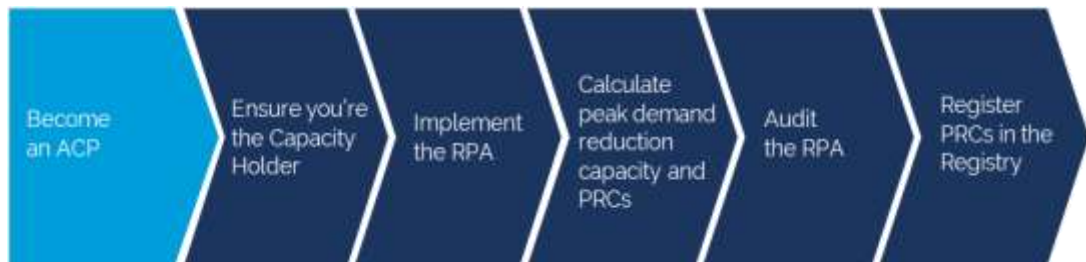 Become
an ACP
Ensure you're
the Capacity
Holder
Implement
the RPA
Calculate
peak demand
reduction
capacity and
PRCs
Audit
the RPA
Register
PRCs in the
Registry